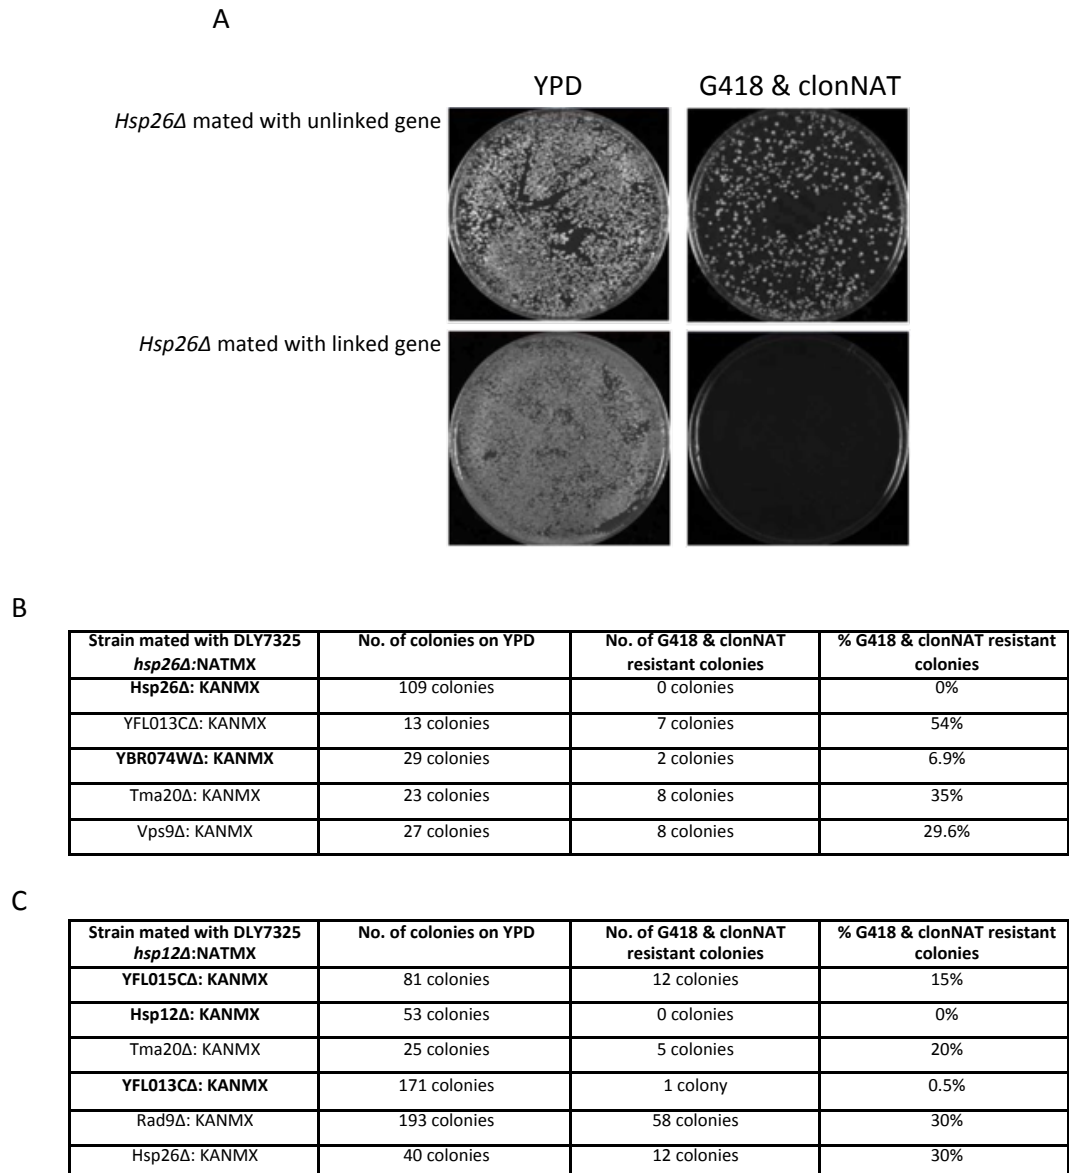 A
YPD G418 & clonNAT
Hsp26Δ mated with unlinked gene
Hsp26Δ mated with linked gene
B
Strain mated with DLY7325 No. of colonies on YPD No. of G418 & clonNAT % G418 & clonNAT resistant
hsp26Δ:NATMX resistant colonies colonies
Hsp26Δ: KANMX 109 colonies 0 colonies 0%
YFL013CΔ: KANMX 13 colonies 7 colonies 54%
YBR074WΔ: KANMX 29 colonies 2 colonies 6.9%
Tma20Δ: KANMX 23 colonies 8 colonies 35%
Vps9Δ: KANMX 27 colonies 8 colonies 29.6%
C
Strain mated with DLY7325 No. of colonies on YPD No. of G418 & clonNAT % G418 & clonNAT resistant
hsp12Δ:NATMX resistant colonies colonies
YFL015CΔ: KANMX 81 colonies 12 colonies 15%
Hsp12Δ: KANMX 53 colonies 0 colonies 0%
Tma20Δ: KANMX 25 colonies 5 colonies 20%
YFL013CΔ: KANMX 171 colonies 1 colony 0.5%
Rad9Δ: KANMX 193 colonies 58 colonies 30%
Hsp26Δ: KANMX 40 colonies 12 colonies 30%